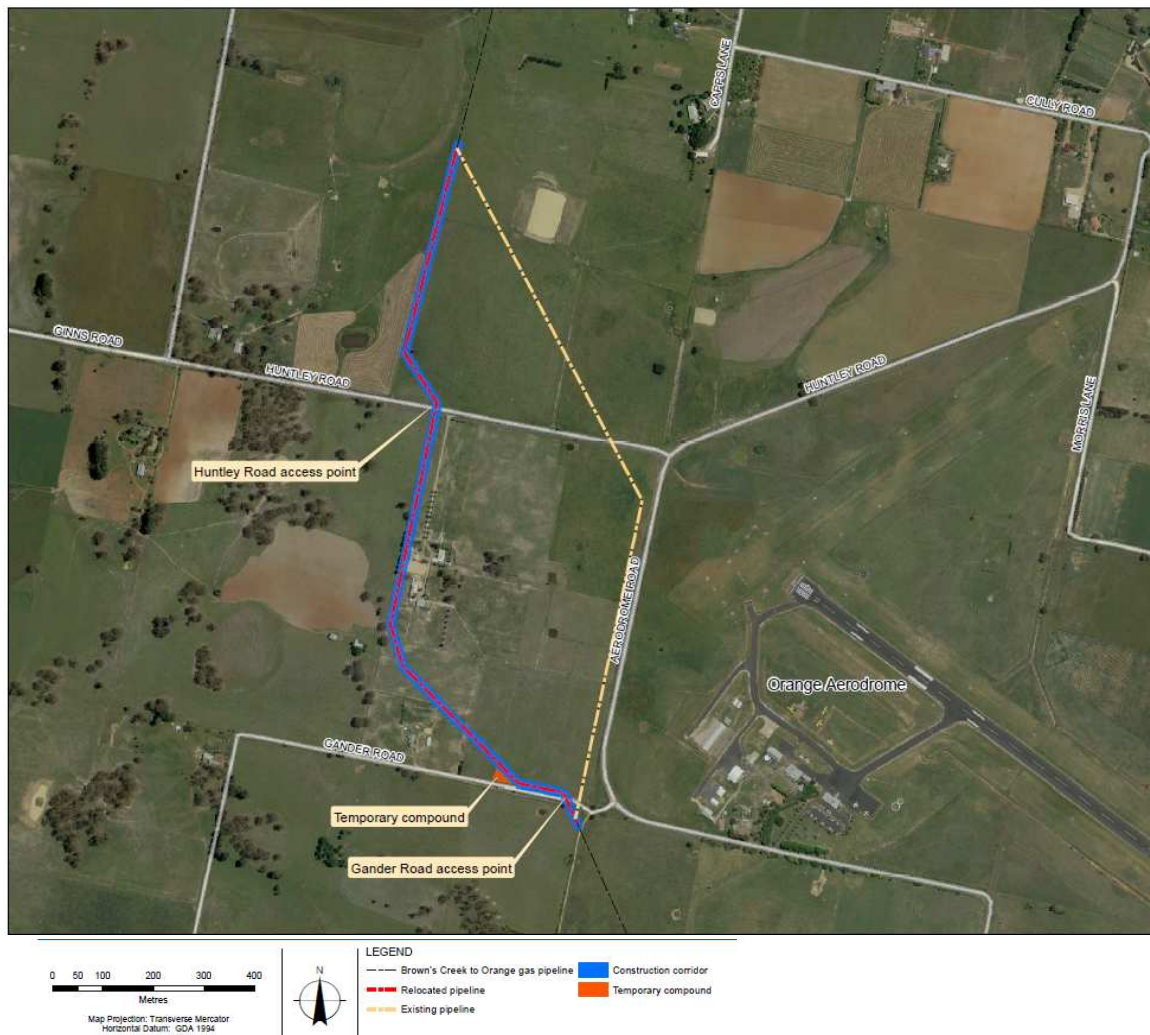 CAPPS LANE
CULLY ROAD
GINNS ROAD
HUNTLEY ROAD
HUNTLEY ROAD
MORRIS LANE
Huntley Road access point
AERODROME ROAD
Orange Aerodrome
GANDER ROAD
Temporary compound
Gander Road access point
LEGEND
0 50 100 200 300 400
Metres
Map Projection: Transverse Mercator
Horizontal Datum: GDA 1994
N
Brown's Creek to Orange gas pipeline
Relocated pipeline
Existing pipeline
Construction corridor
Temporary compound